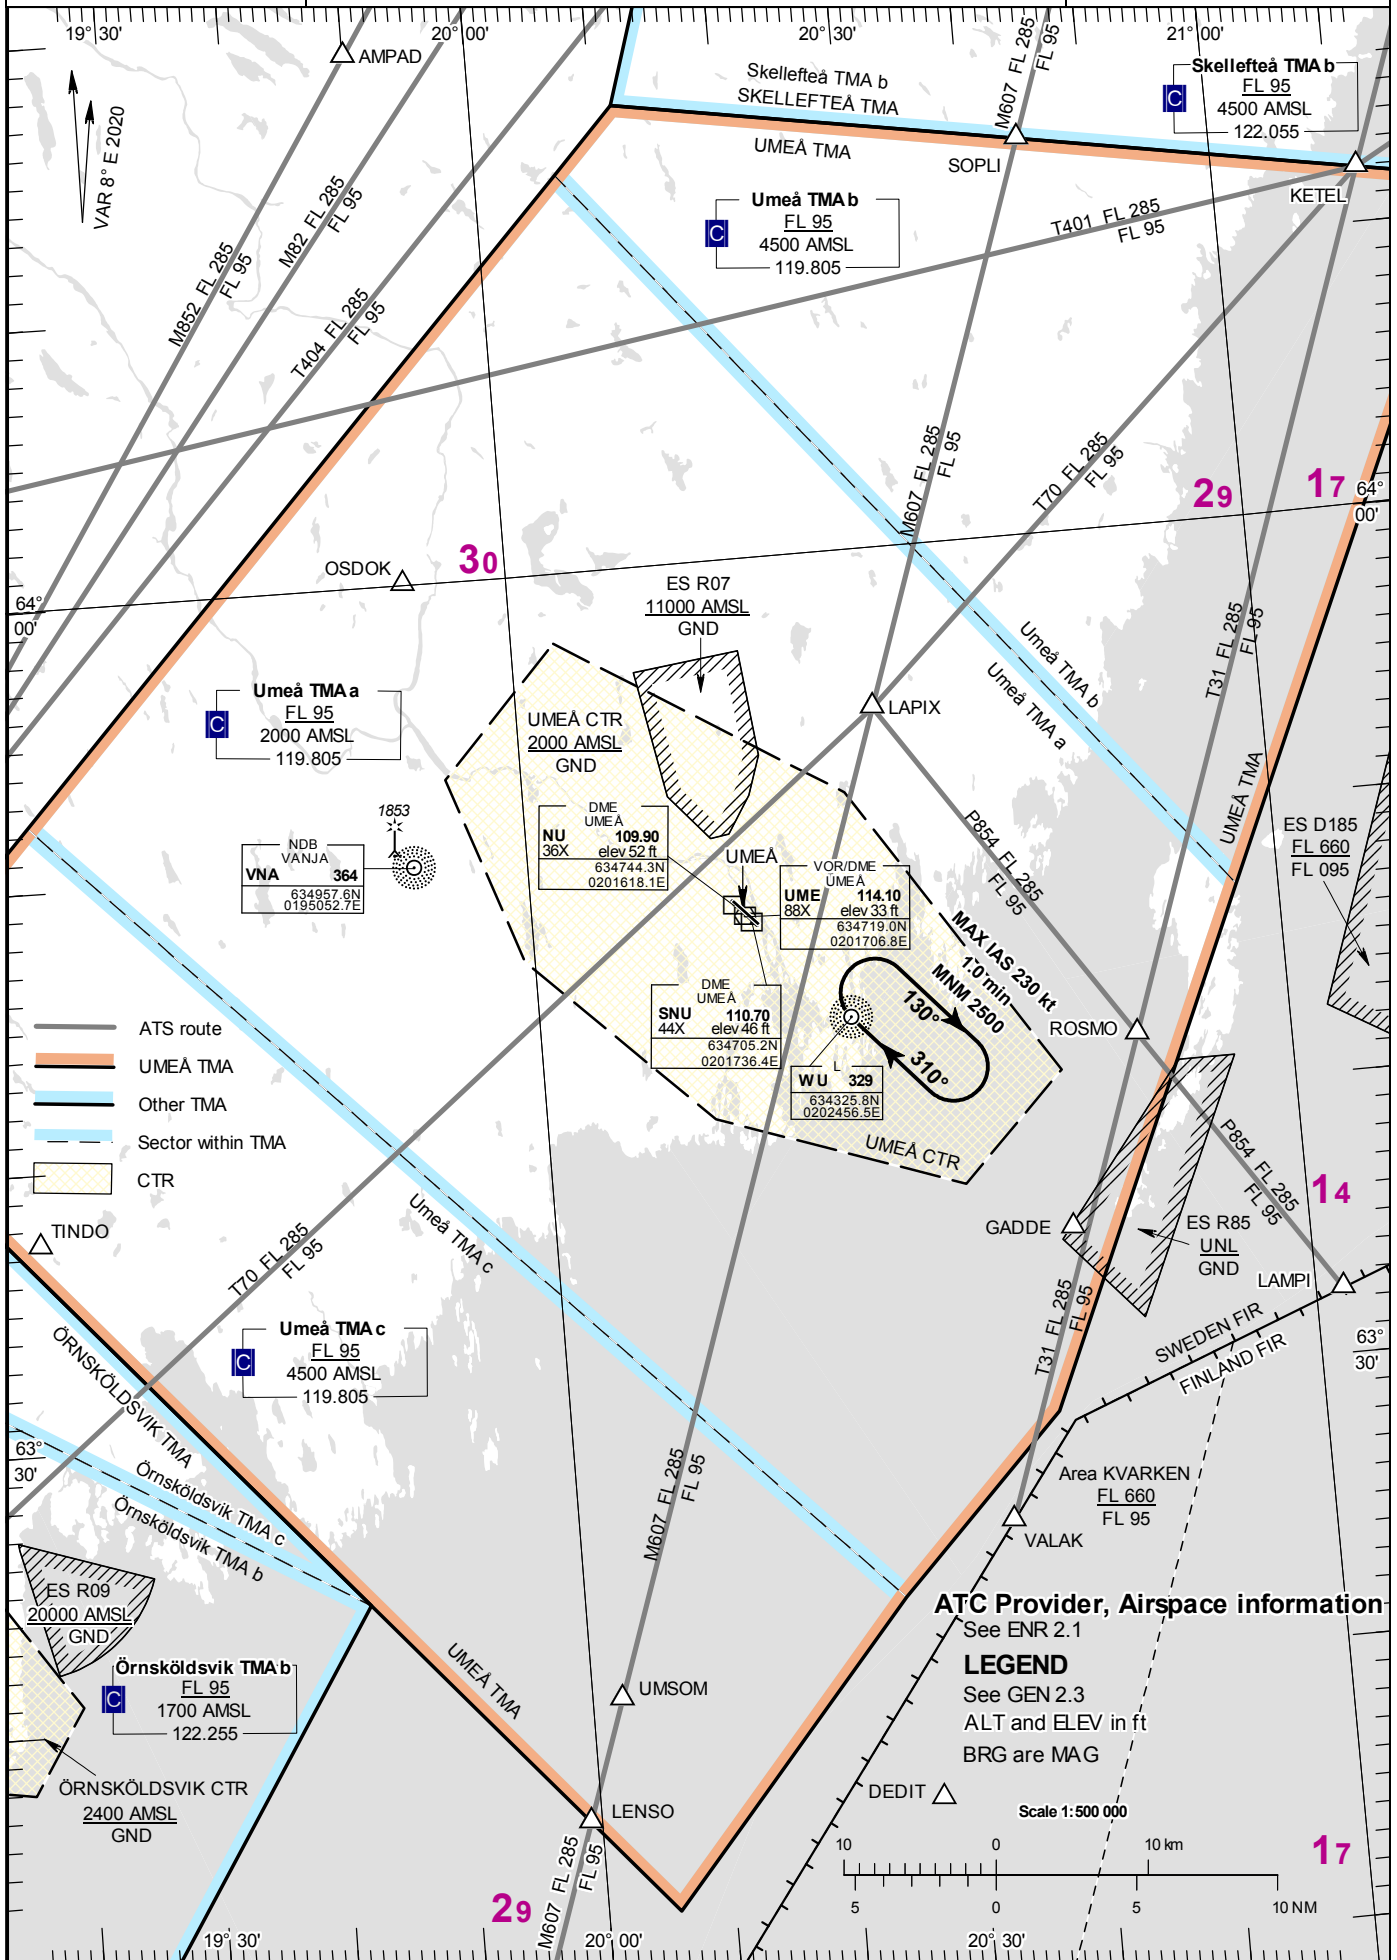 19° 30'
20° 00'
20° 30'
21° 00'
AMPAD
VAR 8° E 2020
Skellefteå TMA b
SKELLEFTEÅ TMA
UMEÅ TMA
M607 FL 285
FL 95
SOPLI
Skellefteå TMA b
FL 95
4500 AMSL
122.055
C
KETEL
M852 FL 285
FL 95
M82 FL 285
FL 95
T404 FL 285
FL 95
Umeå TMA b
FL 95
4500 AMSL
119.805
C
T401 FL 285
FL 95
M607 FL 285
FL 95
T70 FL 285
FL 95
29
17
64°
00'
30
OSDOK
64°
00'
ES R07
11000 AMSL
GND
T31 FL 285
FL 95
Umeå TMA b
Umeå TMA a
Umeå TMA a
FL 95
2000 AMSL
119.805
C
UMEÅ CTR
2000 AMSL
GND
LAPIX
UMEÅ TMA
1853
NDB
VANJA
VNA 364
634957.6N
0195052.7E
DME
UMEÅ
NU 109.90
36X elev 52 ft
634744.3N
0201618.1E
UMEÅ
VOR/DME
UMEÅ
UME 114.10
88X elev 33 ft
634719.0N
0201706.8E
P854 FL 285
FL 95
ES D185
FL 660
FL 095
MAX IAS 230 kt
1.0 min
MNM 2500
130°
310°
DME
UMEÅ
SNU 110.70
44X elev 46 ft
634705.2N
0201736.4E
L
WU 329
634325.8N
0202456.5E
ROSMO
ATS route
UMEÅ TMA
Other TMA
Sector within TMA
CTR
UMEÅ CTR
P854 FL 285
FL 95
14
TINDO
Umeå TMA c
GADDE
ES R85
UNL
GND
LAMPI
T70 FL 285
FL 95
T31 FL 285
FL 95
SWEDEN FIR
FINLAND FIR
63°
30'
Umeå TMA c
FL 95
4500 AMSL
119.805
C
ÖRNSKÖLDSVIK TMA
63°
30'
Örnsköldsvik TMA c
Örnsköldsvik TMA b
M607 FL 285
FL 95
Area KVARKEN
FL 660
FL 95
VALAK
ES R09
20000 AMSL
GND
ATC Provider, Airspace information
See ENR 2.1
LEGEND
See GEN 2.3
ALT and ELEV in ft
BRG are MAG
Örnsköldsvik TMA b
FL 95
1700 AMSL
122.255
C
UMEÅ TMA
UMSOM
ÖRNSKÖLDSVIK CTR
2400 AMSL
GND
DEDIT
LENSO
Scale 1:500 000
10 0 10 km
5 0 5 10 NM
17
29
M607 FL 285
FL 95
19° 30'
20° 00'
20° 30'